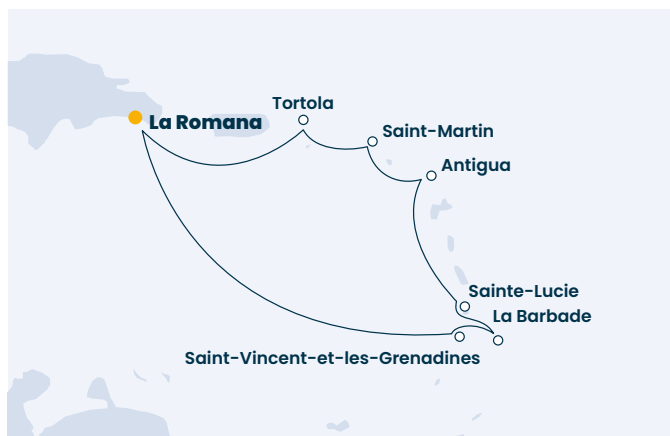 Tortola
La Romana
Saint-Martin
Antigua
Sainte-Lucie
La Barbade
Saint-Vincent-et-les-Grenadines